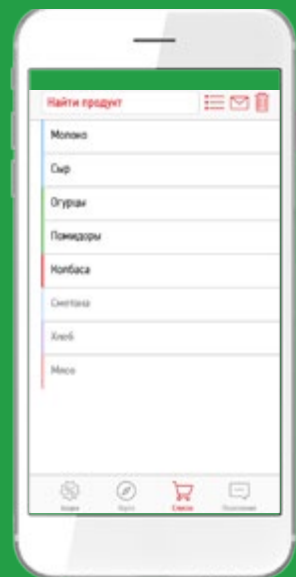 Найти продукт
Молоко
Сыр
Огурцы
Помидоры
Колбаса
Сметана
Хлеб
Мясо
Список